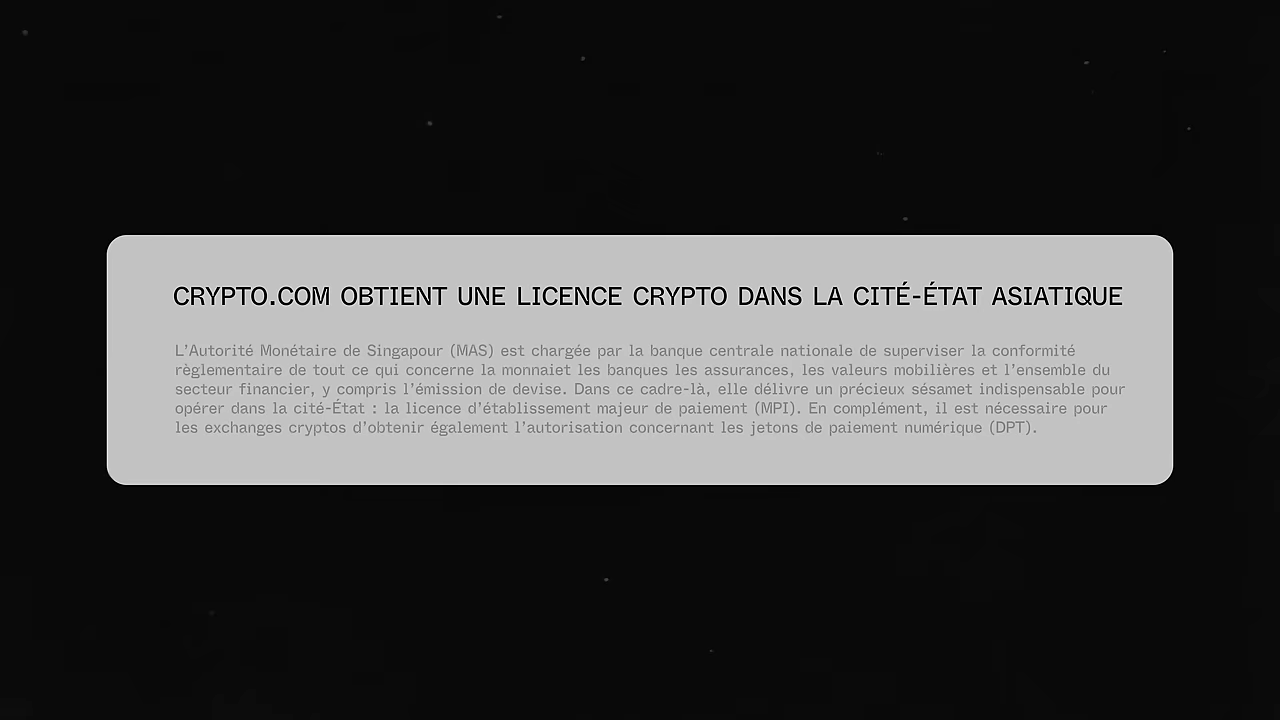 CRYPTO.COM OBTIENT UNE LICENCE CRYPTO DANS LA CITÉ-ÉTAT ASIATIQUE
L'Autorité Monétaire de Singapour (MAS) est chargée par la banque centrale nationale de superviser la conformité
règlementaire de tout ce qui concerne la monnaiet les banques les assurances, les valeurs mobilières et l'ensemble du
secteur financier, y compris l'émission de devise. Dans ce cadre-là, elle délivre un précieux sésamet indispensable pour
opérer dans la cité-État : la licence d'établissement majeur de paiement (MPI). En complément, il est nécessaire pour
les exchanges cryptos d'obtenir également l'autorisation concernant les jetons de paiement numérique (DPT).